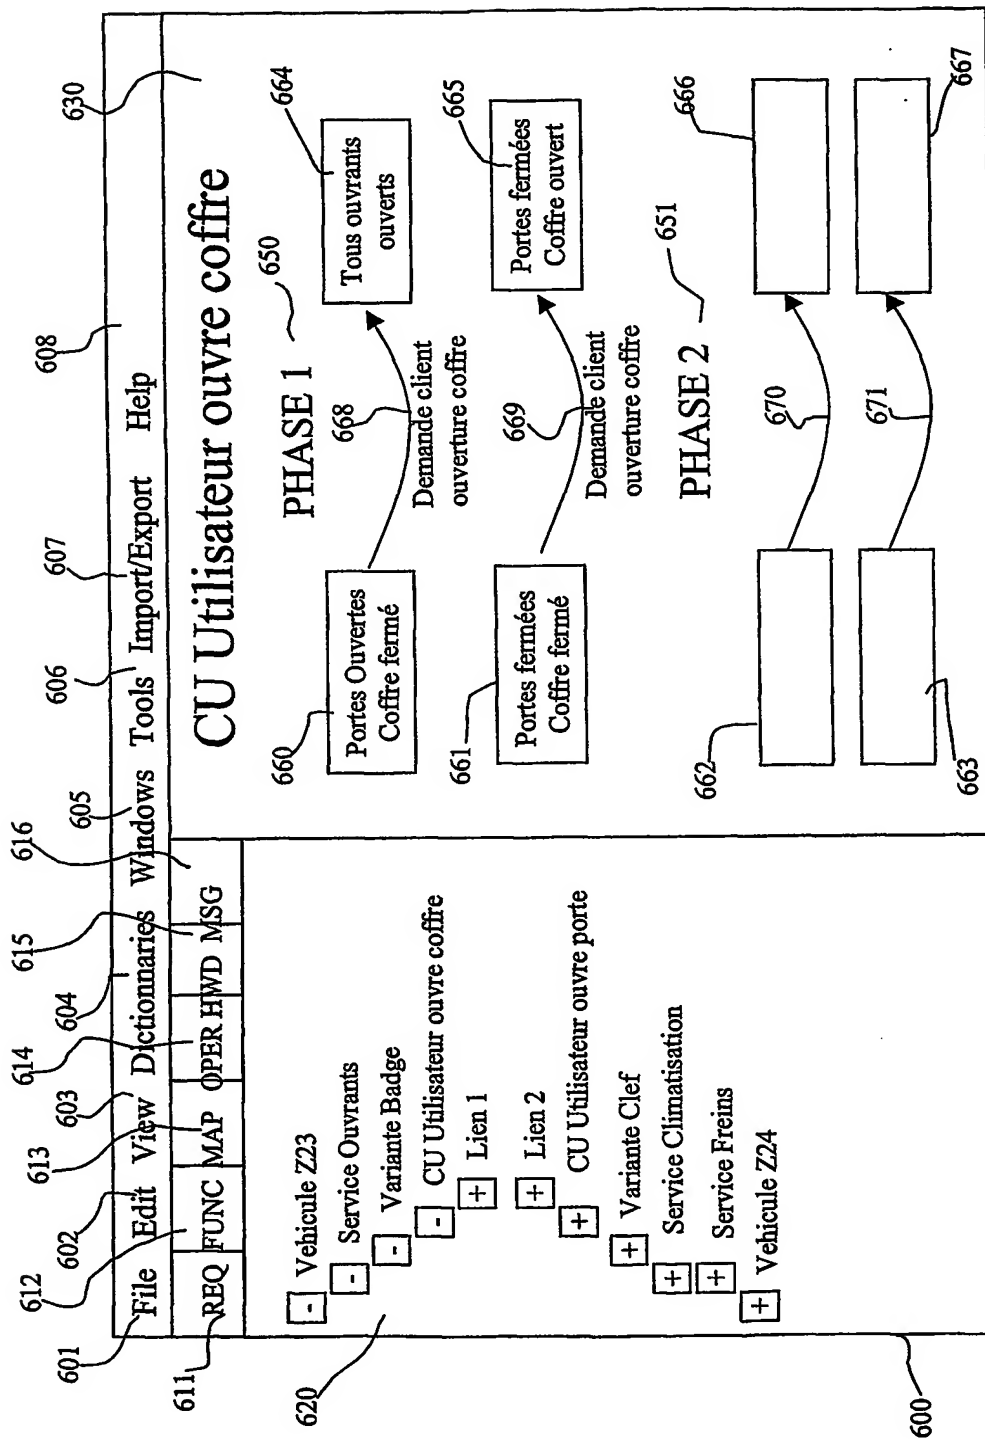 630
608
607
606
605
616
615
604
614
603
613
602
612
601
File Edit View Dictionnaries Windows Tools Import/Export Help
611
REQ FUNC MAP OPER HWD MSG
620
- Vehicule Z23
- Service Ouvrants
- Variante Badge
- CU Utilisateur ouvre coffre
+ Lien 1
+ Lien 2
+ CU Utilisateur ouvre porte
+ Variante Clef
+ Service Climatisation
+ Service Freins
+ Vehicule Z24
600
CU Utilisateur ouvre coffre
PHASE 1
650
660
Portes Ouvertes
Coffre fermé
668
Demande client
ouverture coffre
664
Tous ouvrants
ouverts
661
Portes fermées
Coffre fermé
669
Demande client
ouverture coffre
665
Portes fermées
Coffre ouvert
PHASE 2
651
662
670
666
663
671
667